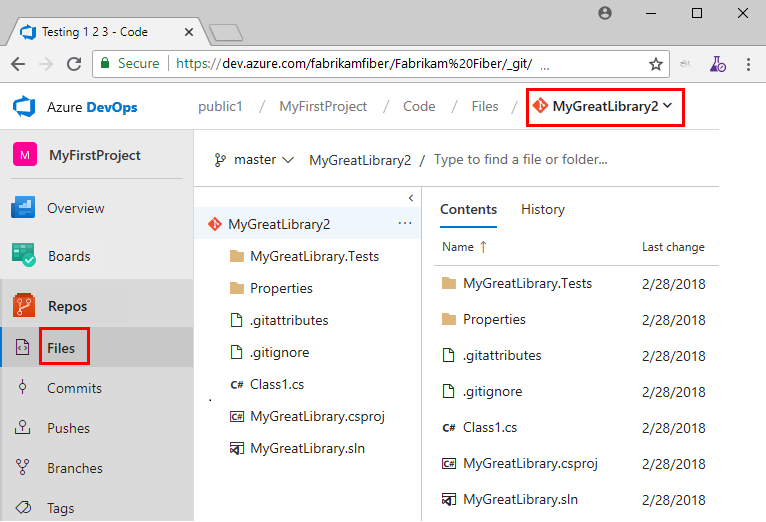 Testing 1 2 3 - Code
Secure https://dev.azure.com/fabrikamfiber/Fabrikam%20Fiber/_git/ ...
Azure DevOps
public1 / MyFirstProject / Code / Files / MyGreatLibrary2
M MyFirstProject
Overview
Boards
Repos
Files
Commits
Pushes
Branches
Tags
master MyGreatLibrary2 / Type to find a file or folder...
MyGreatLibrary2 ...
MyGreatLibrary.Tests
Properties
.gitattributes
.gitignore
C# Class1.cs
C# MyGreatLibrary.csproj
MyGreatLibrary.sln
Contents History
Name ↑ Last change
MyGreatLibrary.Tests 2/28/2018
Properties 2/28/2018
.gitattributes 2/28/2018
.gitignore 2/28/2018
C# Class1.cs 2/28/2018
C# MyGreatLibrary.csproj 2/28/2018
MyGreatLibrary.sln 2/28/2018